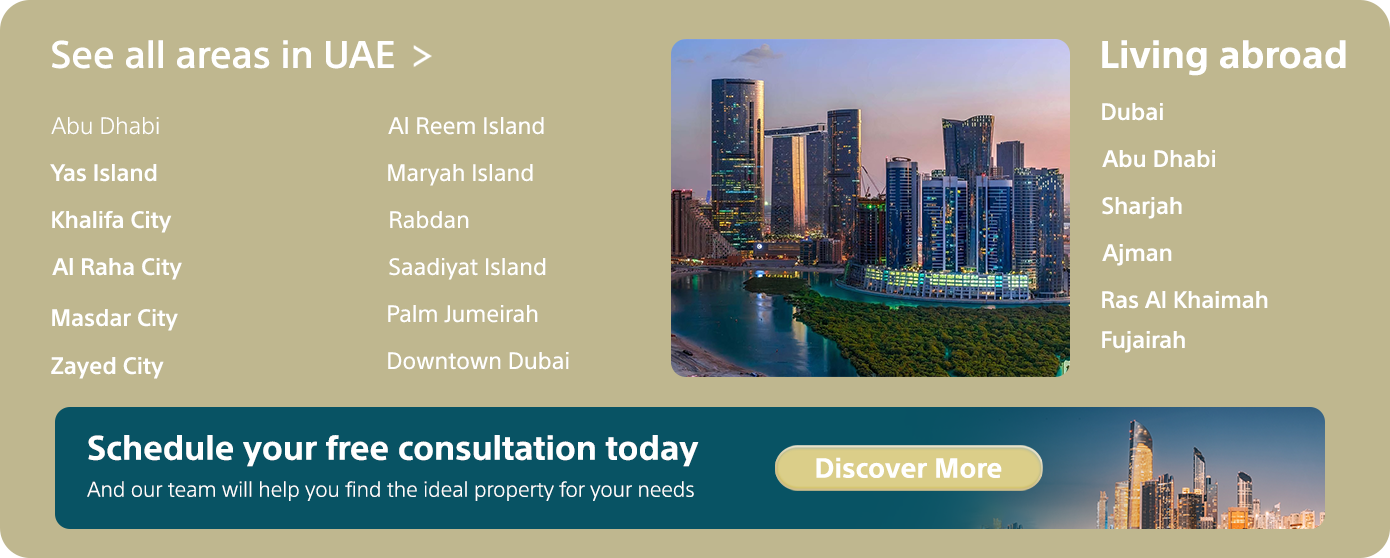 See all areas in UAE >
Abu Dhabi
Yas Island
Khalifa City
Al Raha City
Masdar City
Zayed City
Al Reem Island
Maryah Island
Rabdan
Saadiyat Island
Palm Jumeirah
Downtown Dubai
Living abroad
Dubai
Abu Dhabi
Sharjah
Ajman
Ras Al Khaimah
Fujairah
Schedule your free consultation today
And our team will help you find the ideal property for your needs
Discover More